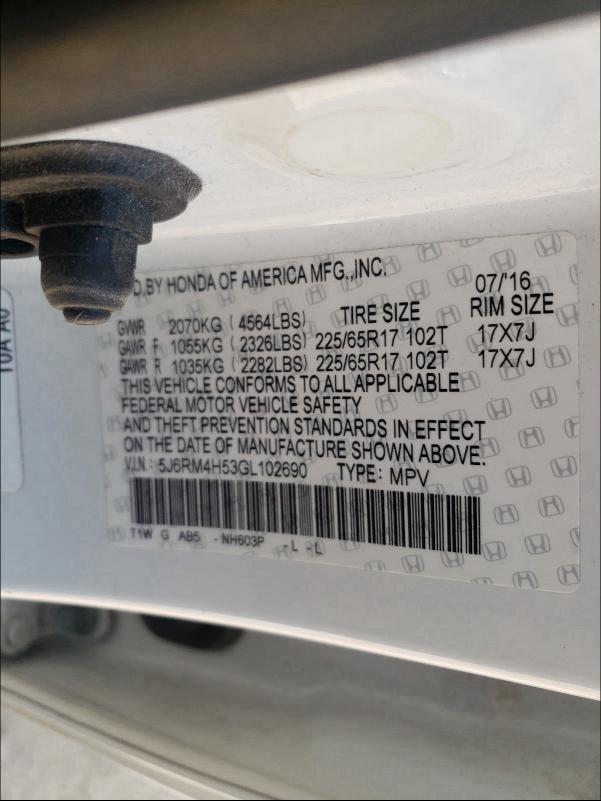 D.BY HONDA OF AMERICA MFG.,INC. 07/'16
GVWR 2070KG (4564LBS) TIRE SIZE RIM SIZE
GAWR F 1055KG (2326LBS) 225/65R17 102T 17X7J
GAWR R 1035KG (2282LBS) 225/65R17 102T 17X7J
THIS VEHICLE CONFORMS TO ALL APPLICABLE
FEDERAL MOTOR VEHICLE SAFETY
AND THEFT PREVENTION STANDARDS IN EFFECT
ON THE DATE OF MANUFACTURE SHOWN ABOVE.
V.I.N.: 5J6RM4H53GL102690 TYPE: MPV
T1W G AB5 - NH603P - L - L